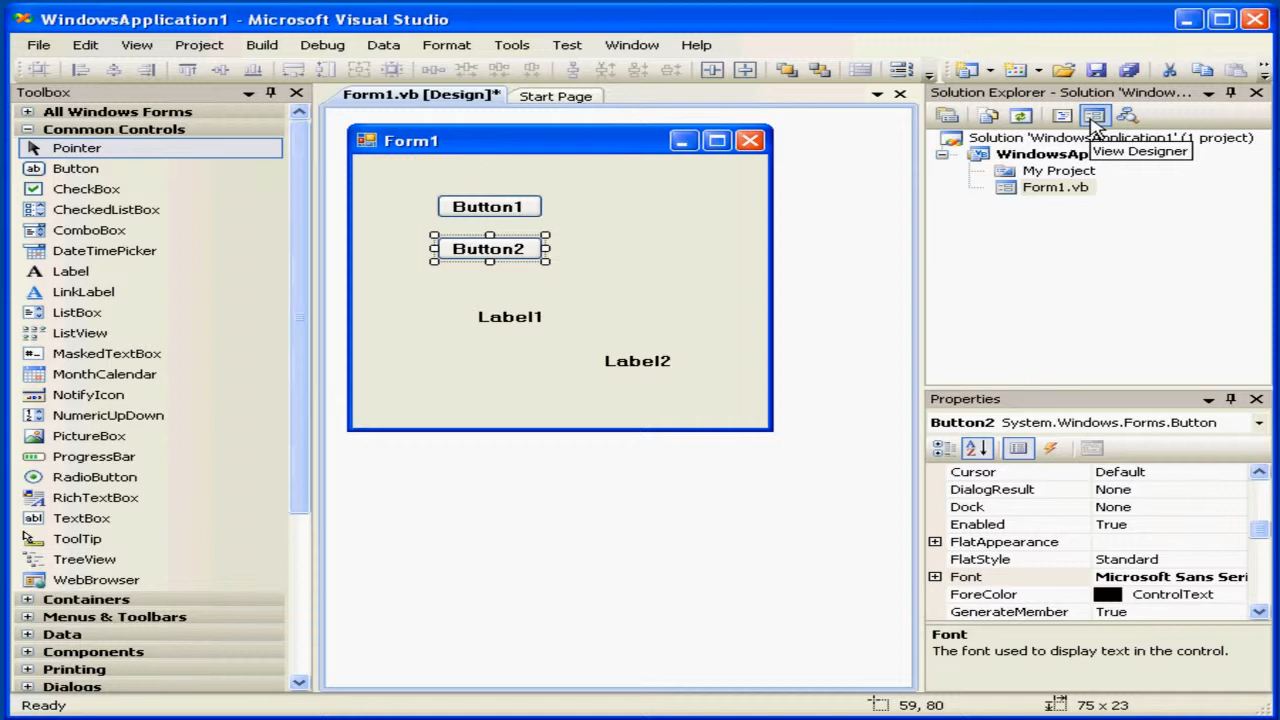 WindowsApplication1 - Microsoft Visual Studio
File Edit View Project Build Debug Data Format Tools Test Window Help
Toolbox
All Windows Forms
Common Controls
Pointer
Button
CheckBox
CheckedListBox
ComboBox
DateTimePicker
Label
LinkLabel
ListBox
ListView
MaskedTextBox
MonthCalendar
NotifyIcon
NumericUpDown
PictureBox
ProgressBar
RadioButton
RichTextBox
TextBox
ToolTip
TreeView
WebBrowser
Containers
Menus & Toolbars
Data
Components
Printing
Dialogs
Form1.vb [Design]* Start Page
Form1
Button1
Button2
Label1
Label2
Solution Explorer - Solution 'Window...
Solution 'WindowsApplication1' (1 project)
WindowsAp
View Designer
My Project
Form1.vb
Properties
Button2 System.Windows.Forms.Button
Cursor Default
DialogResult None
Dock None
Enabled True
FlatAppearance
FlatStyle Standard
Font Microsoft Sans Seri
ForeColor ControlText
GenerateMember True
Font
The font used to display text in the control.
Ready 59, 80 75 x 23